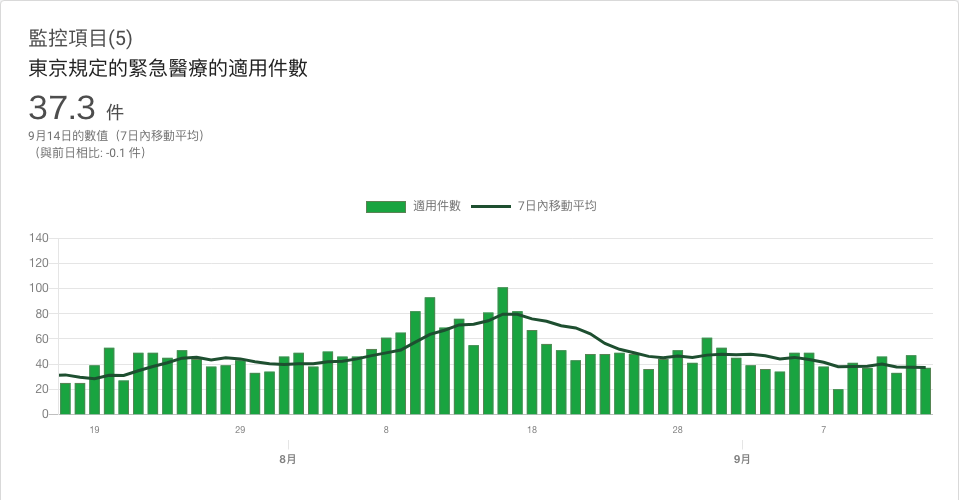 監控項目(5)
東京規定的緊急醫療的適用件數
37.3 件
9月14日的數值（7日內移動平均）
（與前日相比: -0.1 件）
適用件數 7日內移動平均
140
120
100
80
60
40
20
0
19 29 8 18 28 7
8月 9月